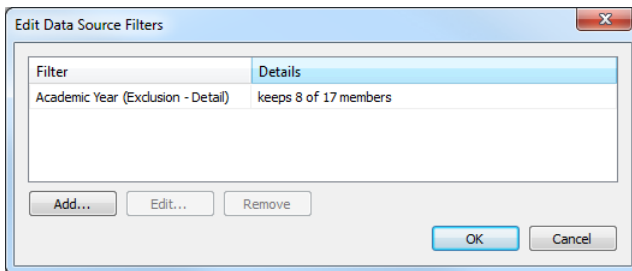 Edit Data Source Filters
Filter Details
Academic Year (Exclusion - Detail) keeps 8 of 17 members
Add... Edit... Remove
OK Cancel